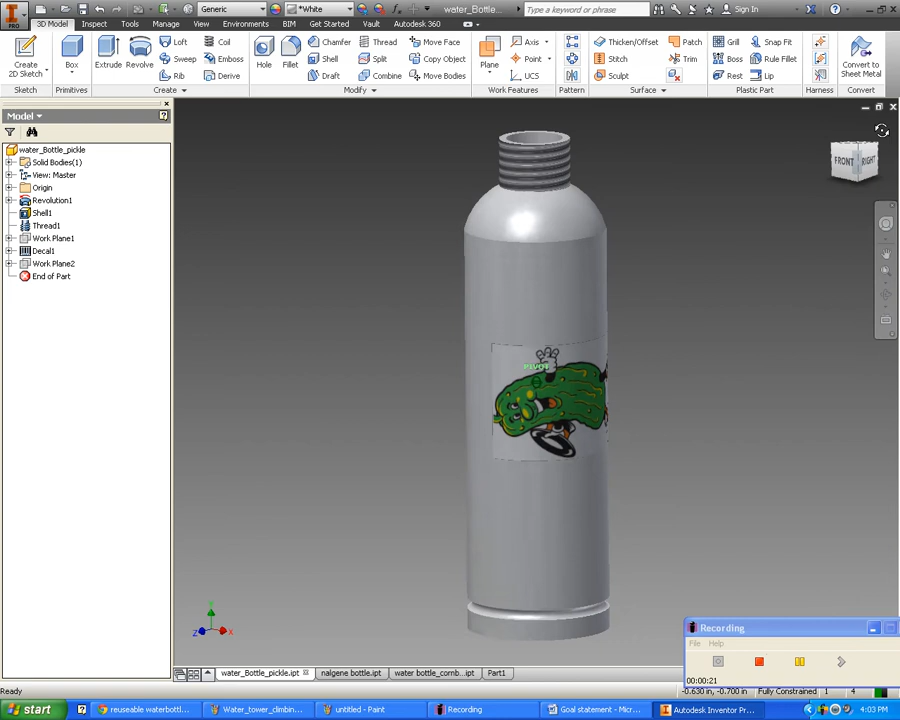 PRO
Generic
*White
water_Bottle...
Type a keyword or phrase
Sign In
3D Model
Inspect
Tools
Manage
View
Environments
BIM
Get Started
Vault
Autodesk 360
Create
2D Sketch
Box
Extrude
Revolve
Loft
Sweep
Rib
Coil
Emboss
Derive
Hole
Fillet
Chamfer
Shell
Draft
Thread
Split
Combine
Move Face
Copy Object
Move Bodies
Plane
Axis
Point
UCS
Thicken/Offset
Stitch
Sculpt
Patch
Trim
Grill
Boss
Rest
Snap Fit
Rule Fillet
Lip
Convert to
Sheet Metal
Sketch
Primitives
Create
Modify
Work Features
Pattern
Surface
Plastic Part
Harness
Convert
Model
water_Bottle_pickle
Solid Bodies(1)
View: Master
Origin
Revolution1
Shell1
Thread1
Work Plane1
Decal1
Work Plane2
End of Part
FRONT
RIGHT
PIVOT
Y
Z
X
Recording
File
Help
00:00:21
water_Bottle_pickle.ipt
nalgene bottle.ipt
water bottle_comb...ipt
Part1
Ready
-0.630 in, -0.700 in
Fully Constrained
1
4
start
reusable waterbottl...
Water_tower_climbin...
untitled - Paint
Recording
Goal statement - Micr...
Autodesk Inventor Pr...
4:03 PM